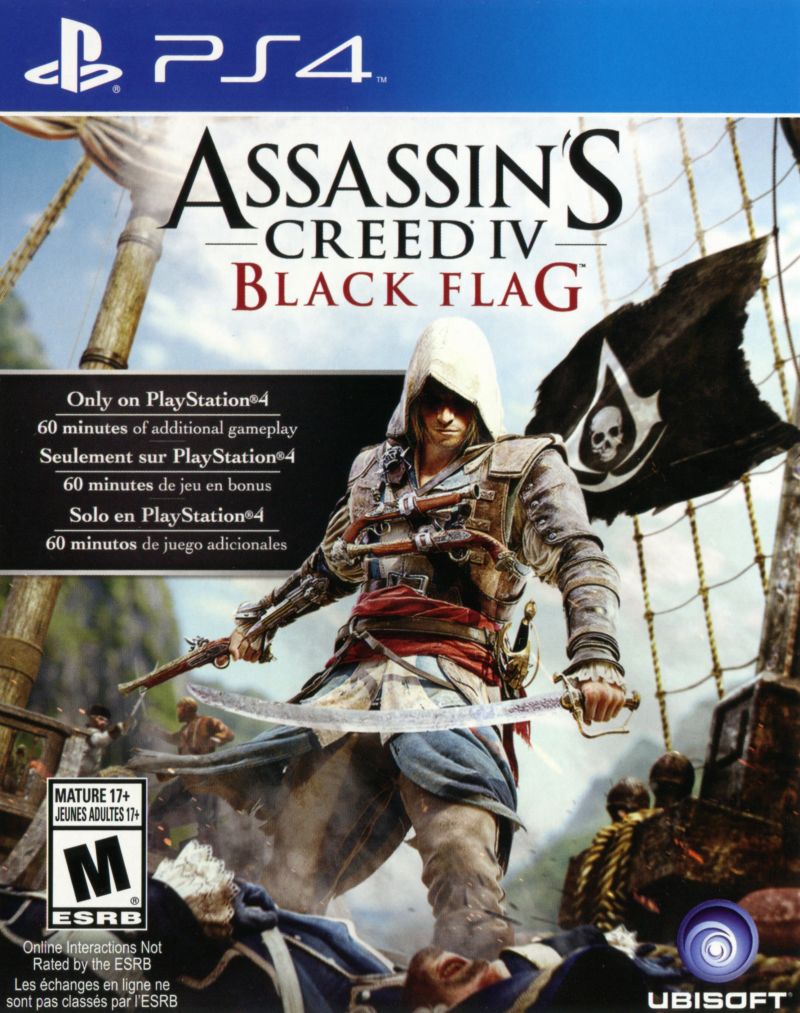 PS4™
ASSASSIN'S
CREED® IV
BLACK FLAG™
Only on PlayStation®4
60 minutes of additional gameplay
Seulement sur PlayStation®4
60 minutes de jeu en bonus
Solo en PlayStation®4
60 minutos de juego adicionales
MATURE 17+
JEUNES ADULTES 17+
M
®
ESRB
Online Interactions Not
Rated by the ESRB
Les échanges en ligne ne
sont pas classés par l'ESRB
UBISOFT®